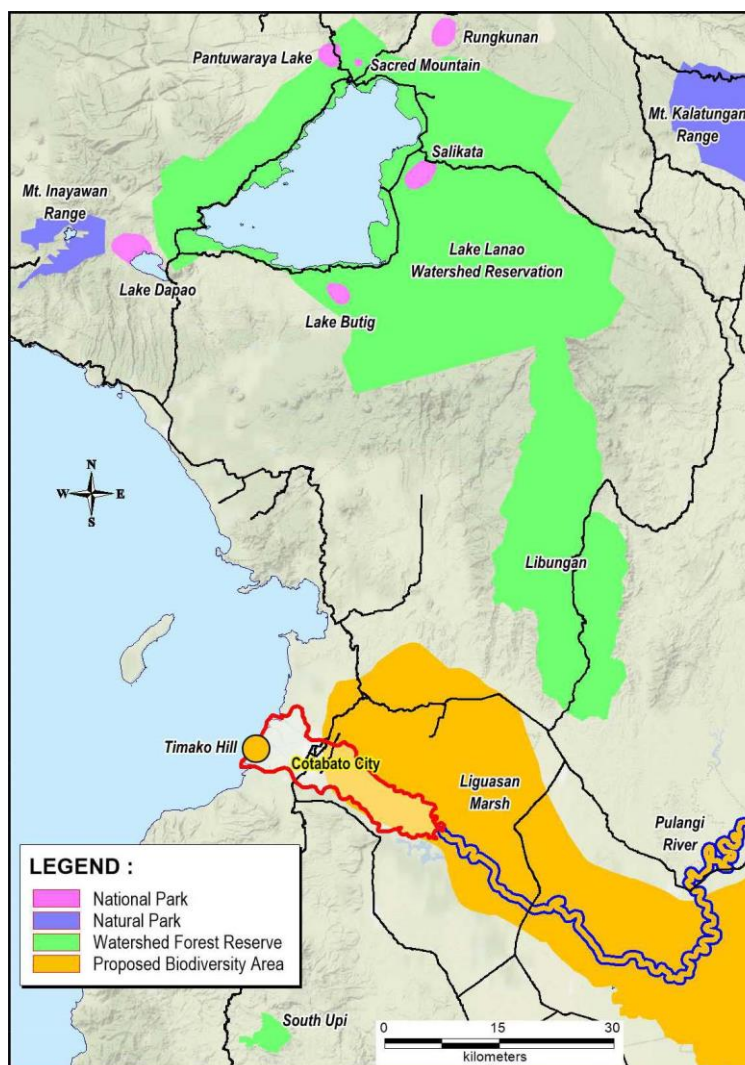 Rungkunan
Pantuwaraya Lake
Sacred Mountain
Mt. Kalatungan
Range
Salikata
Mt. Inayawan
Range
Lake Lanao
Watershed Reservation
Lake Dapao
Lake Butig
N
W E
S
Libungan
Timako Hill
Cotabato City
Liguasan
Marsh
Pulangi
River
LEGEND :
National Park
Natural Park
Watershed Forest Reserve
Proposed Biodiversity Area
South Upi
0 15 30
kilometers